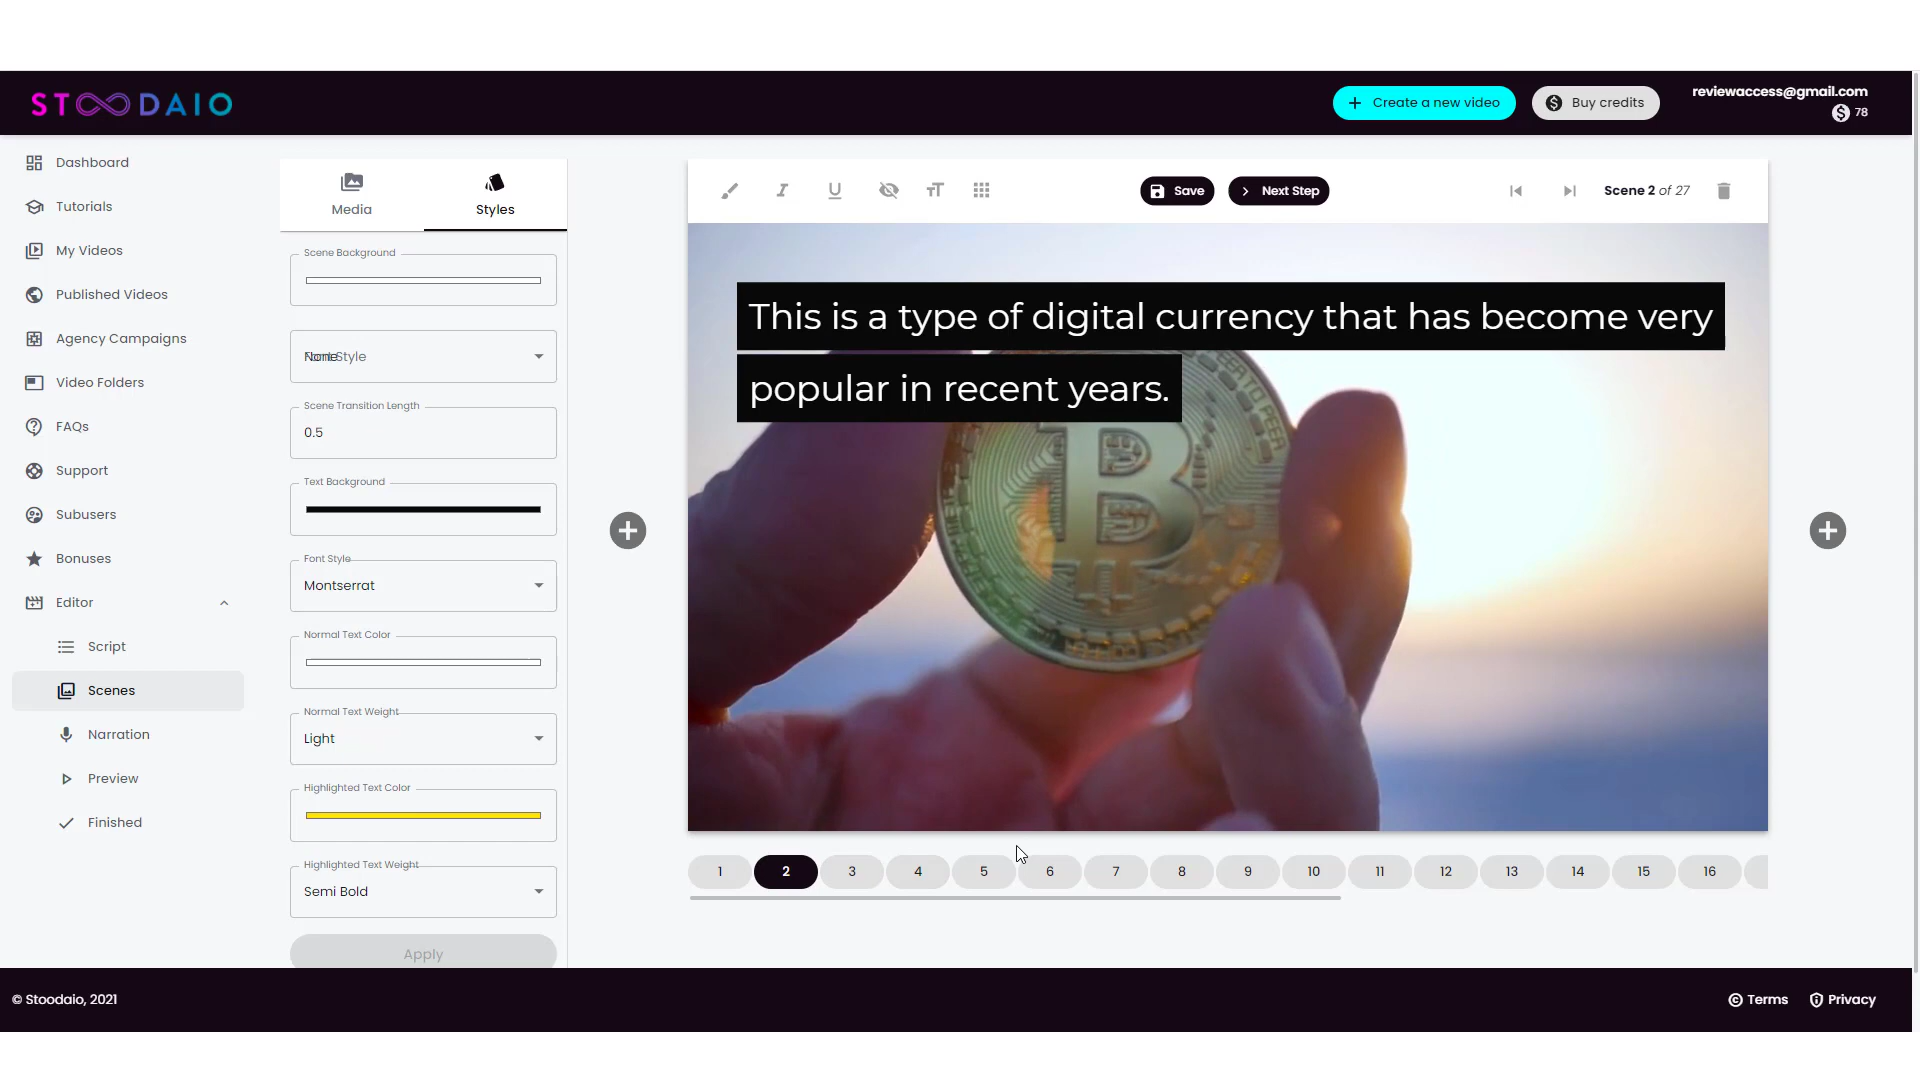 STOODAIO
Create a new video
Buy credits
reviewaccess@gmail.com
78
Dashboard
Tutorials
My Videos
Published Videos
Agency Campaigns
Video Folders
FAQs
Support
Subusers
Bonuses
Editor
Script
Scenes
Narration
Preview
Finished
Media
Styles
Scene Background
None
Font Style
Scene Transition Length
0.5
Text Background
Font Style
Montserrat
Normal Text Color
Normal Text Weight
Light
Highlighted Text Color
Highlighted Text Weight
Semi Bold
Apply
Save
Next Step
Scene 2 of 27
This is a type of digital currency that has become very
popular in recent years.
1 2 3 4 5 6 7 8 9 10 11 12 13 14 15 16
© Stoodaio, 2021
Terms
Privacy